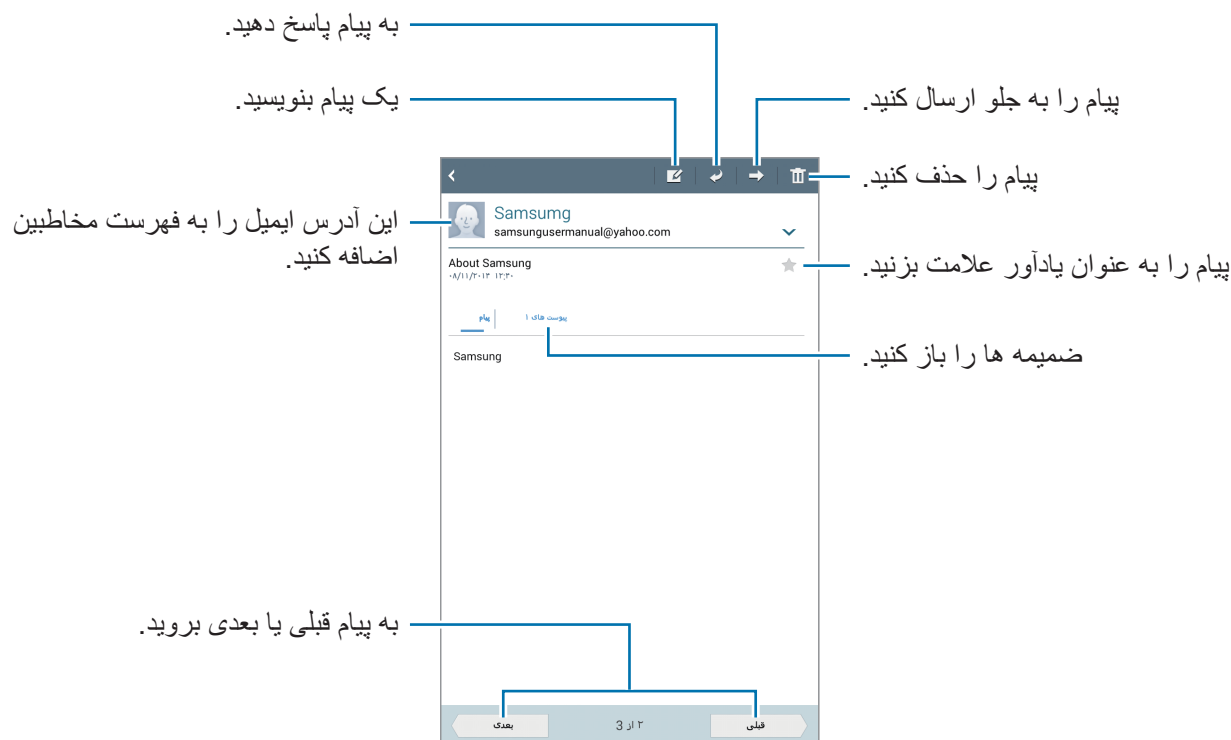 به پیام پاسخ دهید.
یک پیام بنویسید.
پیام را به جلو ارسال کنید.
پیام را حذف کنید.
این آدرس ایمیل را به فهرست مخاطبین
اضافه کنید.
Samsumg
samsungusermanual@yahoo.com
About Samsung
۰۸/۱۱/۲۰۱۳ ۱۲:۳۰
پیام را به عنوان یادآور علامت بزنید.
پیام
پیوست های ۱
ضمیمه ها را باز کنید.
Samsung
به پیام قبلی یا بعدی بروید.
بعدی
۲ از 3
قبلی